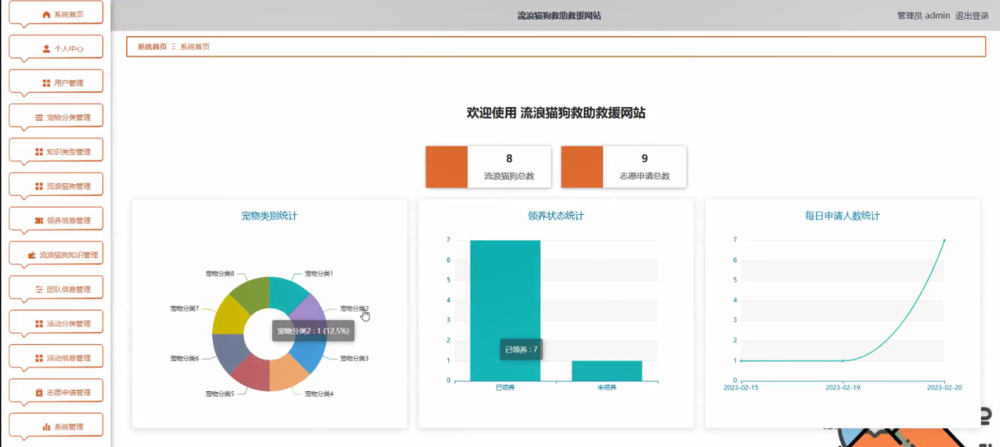 流浪猫狗救助救援网站
管理员 admin 退出登录
系统首页
个人中心
用户管理
宠物分类管理
知识类型管理
流浪猫狗管理
领养信息管理
流浪猫狗知识管理
团队信息管理
活动分类管理
活动信息管理
志愿申请管理
系统管理
系统首页 Ξ 系统首页
欢迎使用 流浪猫狗救助救援网站
8
流浪猫狗总数
9
志愿申请总数
宠物类别统计
宠物分类8
宠物分类1
宠物分类7
宠物分类2
宠物分类2 : 1 (12.5%)
宠物分类6
宠物分类3
宠物分类5
宠物分类4
领养状态统计
7
6
5
4
3
2
1
0
已领养 : 7
已领养
未领养
每日申请人数统计
7
6
5
4
3
2
1
0
2023-02-15
2023-02-19
2023-02-20